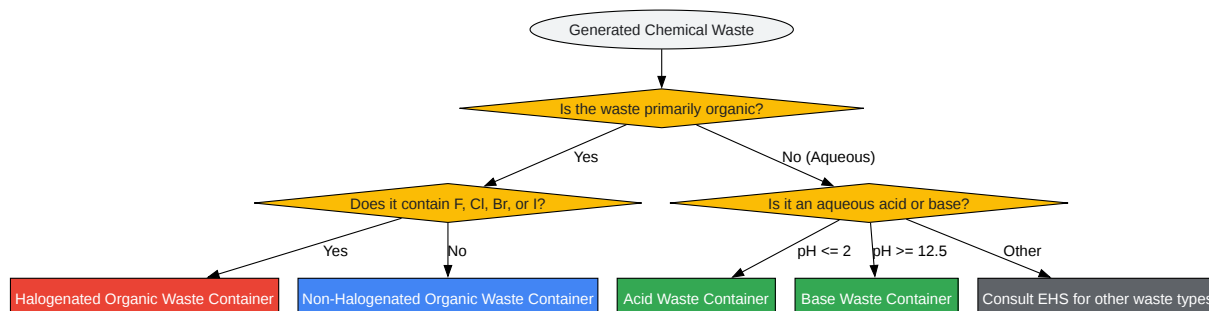 Generated Chemical Waste
Is the waste primarily organic?
Yes
No (Aqueous)
Does it contain F, Cl, Br, or I?
Is it an aqueous acid or base?
Yes
No
pH <= 2
pH >= 12.5
Other
Halogenated Organic Waste Container
Non-Halogenated Organic Waste Container
Acid Waste Container
Base Waste Container
Consult EHS for other waste types